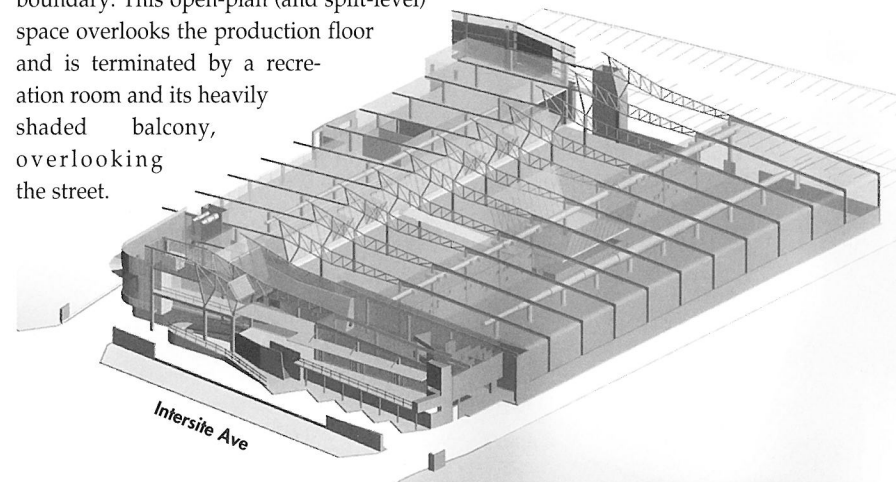 boundary. This open-plan (and split-level)
space overlooks the production floor
and is terminated by a recre-
ation room and its heavily
shaded balcony,
overlooking
the street.
Intersite Ave